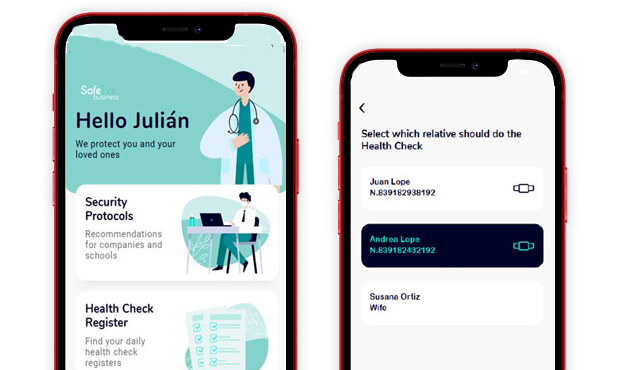 Safe
business
Hello Julián
We protect you and your
loved ones
Security
Protocols
Recommendations
for companies and
schools
Health Check
Register
Find your daily
health check
registers
Select which relative should do the
Health Check
Juan Lope
N.839182938192
Andrea Lope
N.839182432192
Susana Ortiz
Wife